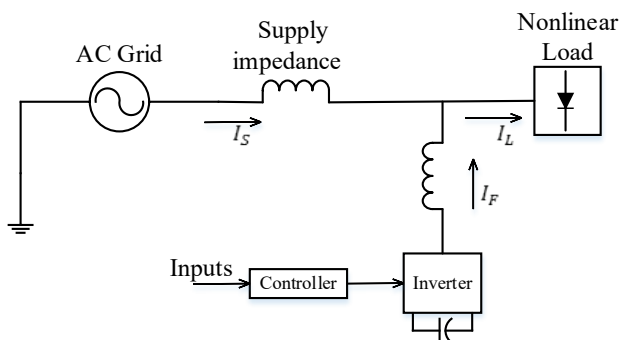 Nonlinear
Load
Supply
impedance
AC Grid
I_S
I_L
I_F
Inputs
Controller
Inverter